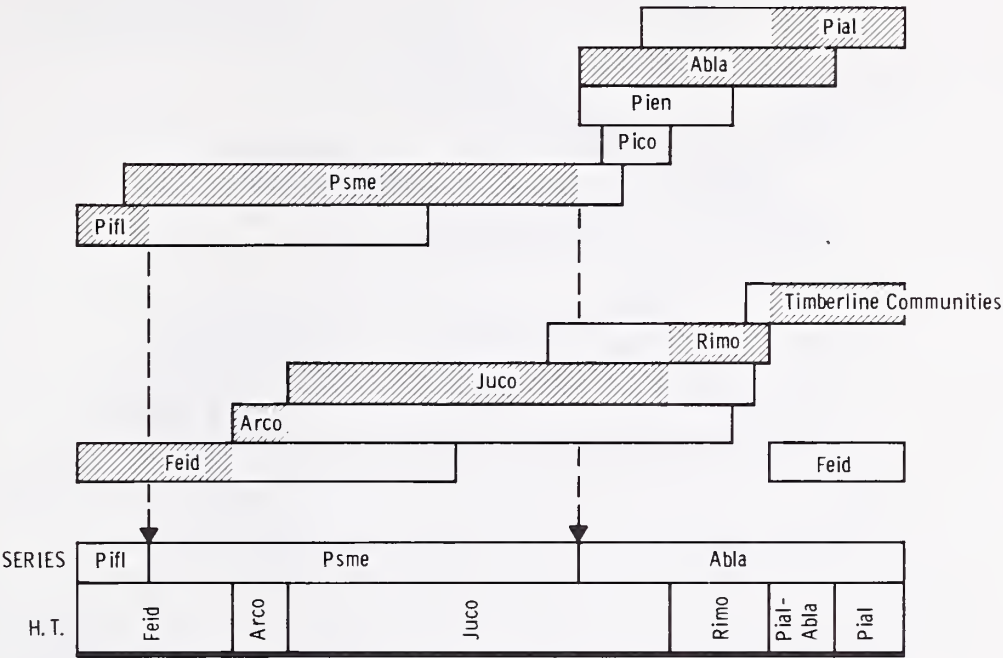 Pial
Abla
Pien
Pico
Psme
Pifl
Timberline Communities
Rimo
Juco
Arco
Feid
Feid
SERIES Pifl Psme Abla
H.T. Feid Arco Juco Rimo Pial-Abla Pial